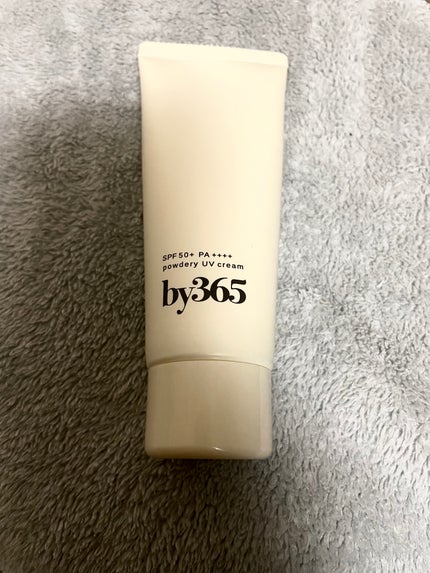 SPF50+ PA++++
powdery UV cream
by365